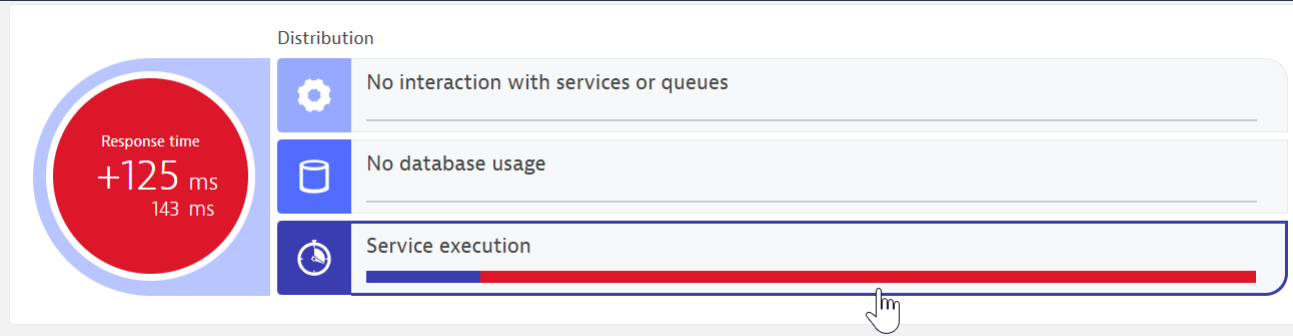 Distribution
Response time
+125 ms
143 ms
No interaction with services or queues
No database usage
Service execution